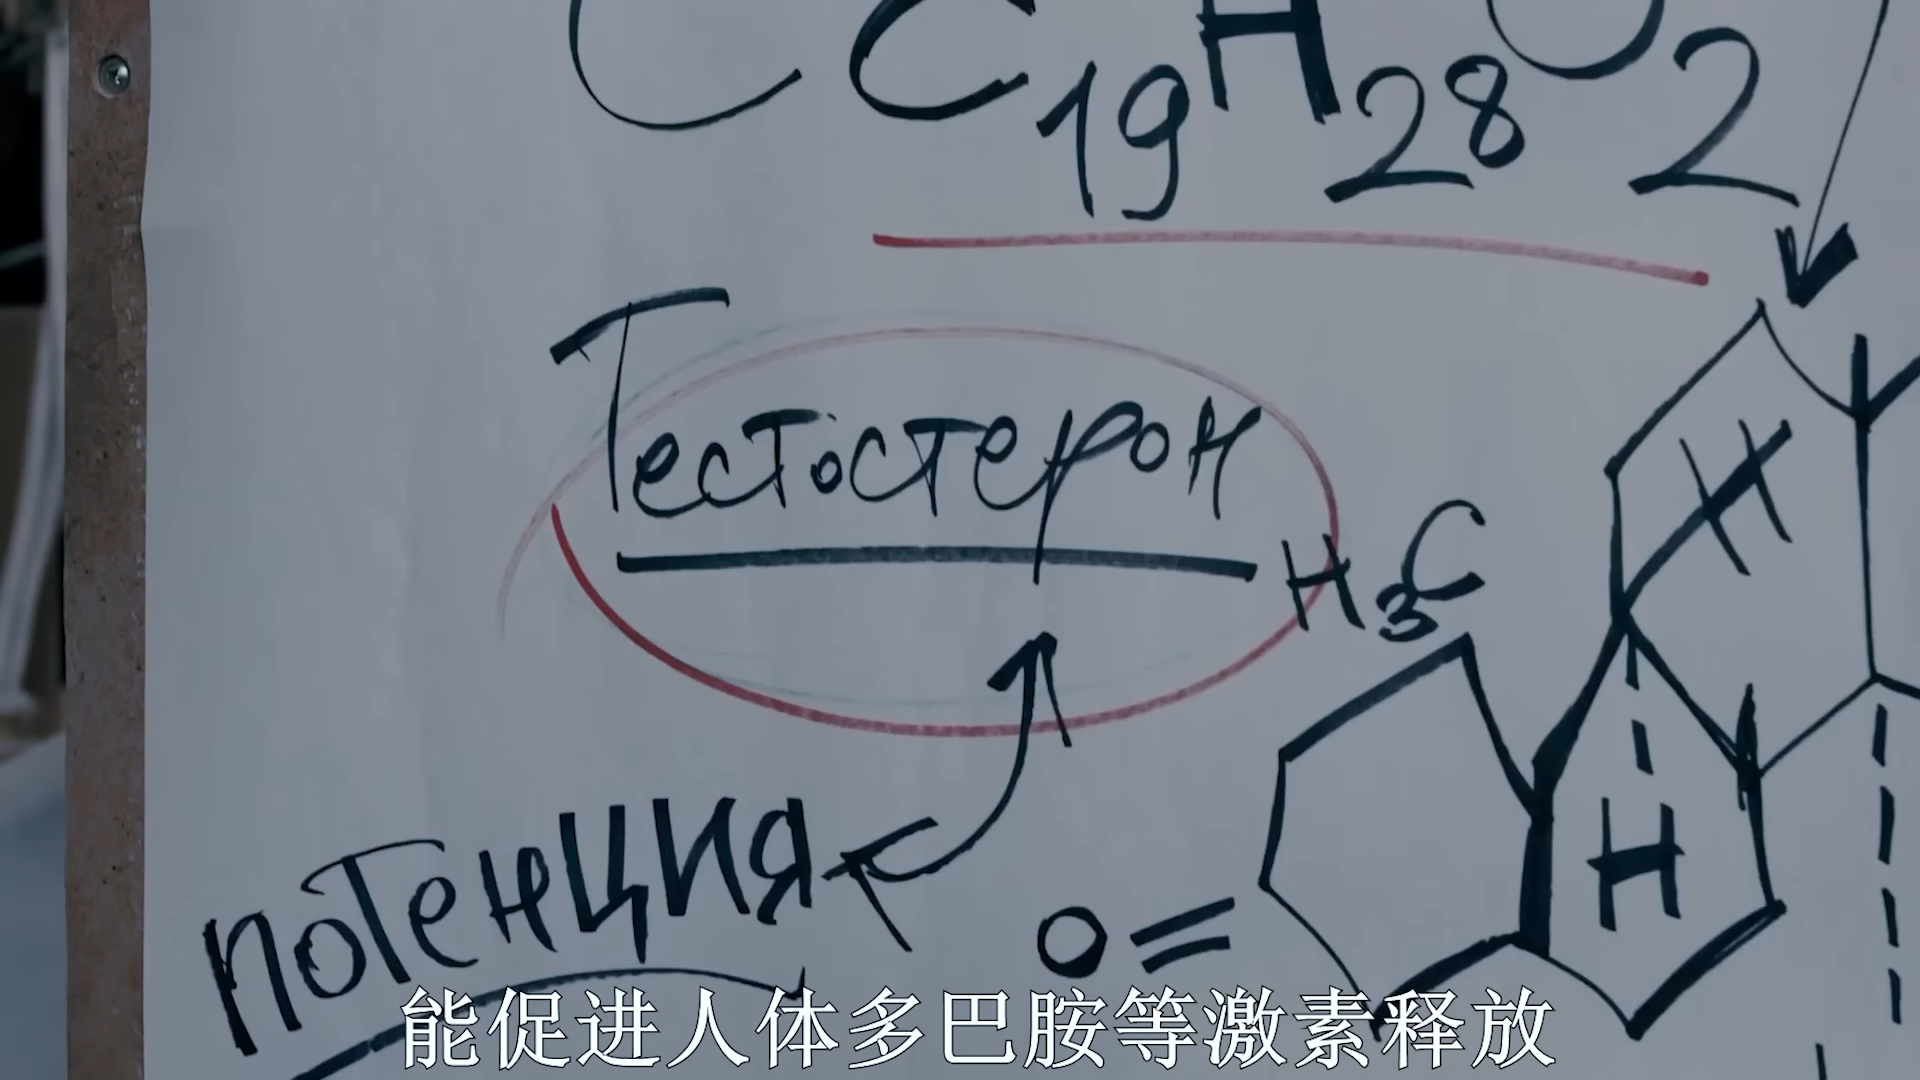 C C19H28O2
Тестостерон
H3C
H
потенция
H
O=
能促进人体多巴胺等激素释放